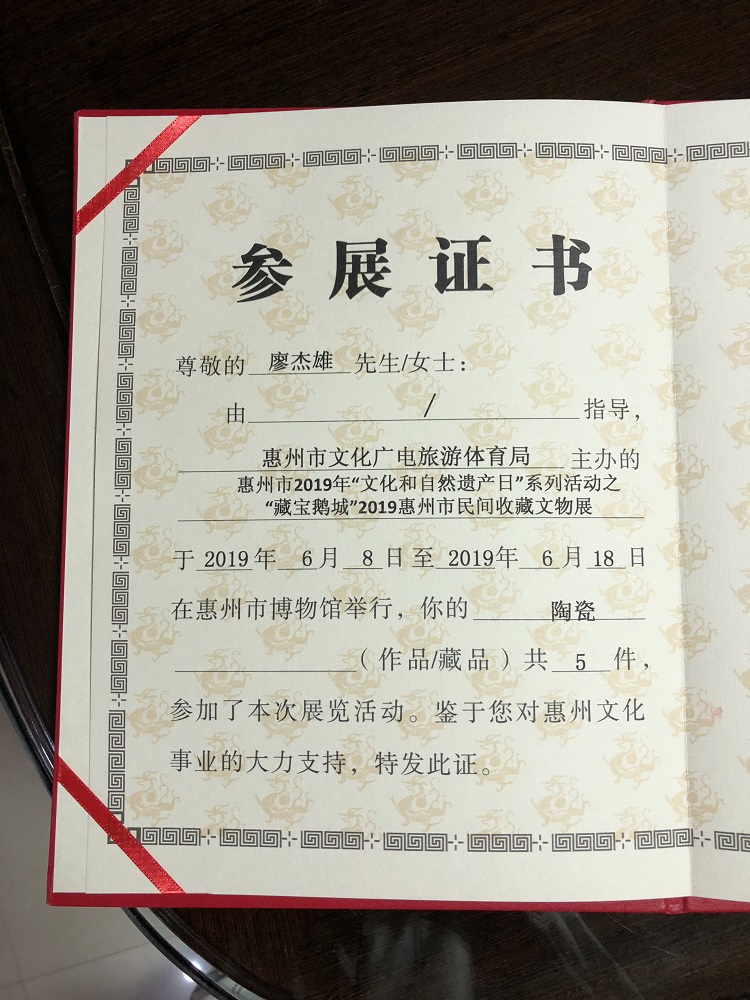 参展证书
尊敬的 廖杰雄 先生/女士：
由 / 指导，
惠州市文化广电旅游体育局 主办的
惠州市2019年“文化和自然遗产日”系列活动之
“藏宝鹅城”2019惠州市民间收藏文物展
于 2019 年 6 月 8 日 至 2019年 6 月 18 日
在惠州市博物馆举行，你的 陶瓷
（作品/藏品）共 5 件，
参加了本次展览活动。鉴于您对惠州文化
事业的大力支持，特发此证。